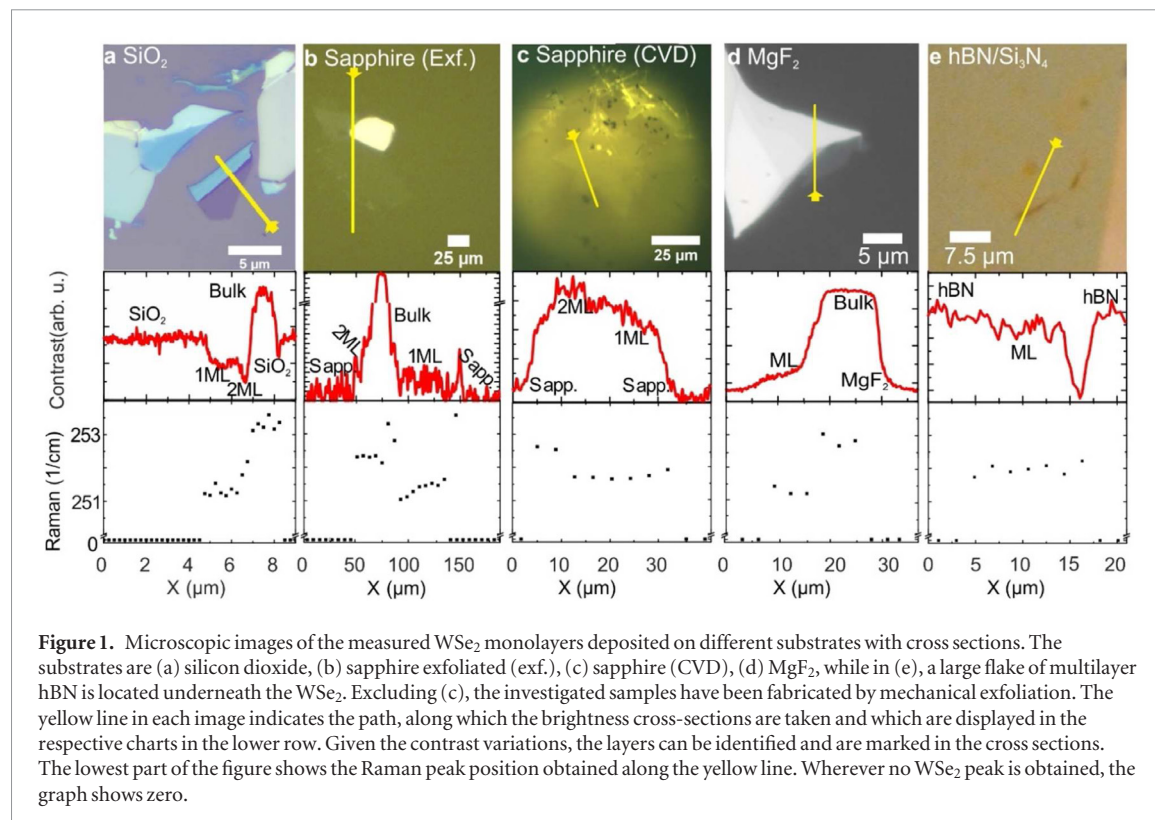 a SiO₂
b Sapphire (Exf.)
c Sapphire (CVD)
d MgF₂
e hBN/Si₃N₄
5 µm
25 µm
25 µm
5 µm
7.5 µm
Contrast(arb. u.)
SiO₂
Bulk
1ML
2ML
SiO₂
Sapp.
2ML
Bulk
1ML
Sapp.
Sapp.
2ML
1ML
Sapp.
ML
Bulk
MgF₂
hBN
ML
hBN
Raman (1/cm)
253
251
0
0 2 4 6 8
X (µm)
0 50 100 150
X (µm)
0 10 20 30
X (µm)
0 10 20 30
X (µm)
0 5 10 15 20
X (µm)
Figure 1. Microscopic images of the measured WSe₂ monolayers deposited on different substrates with cross sections. The
substrates are (a) silicon dioxide, (b) sapphire exfoliated (exf.), (c) sapphire (CVD), (d) MgF₂, while in (e), a large flake of multilayer
hBN is located underneath the WSe₂. Excluding (c), the investigated samples have been fabricated by mechanical exfoliation. The
yellow line in each image indicates the path, along which the brightness cross-sections are taken and which are displayed in the
respective charts in the lower row. Given the contrast variations, the layers can be identified and are marked in the cross sections.
The lowest part of the figure shows the Raman peak position obtained along the yellow line. Wherever no WSe₂ peak is obtained, the
graph shows zero.